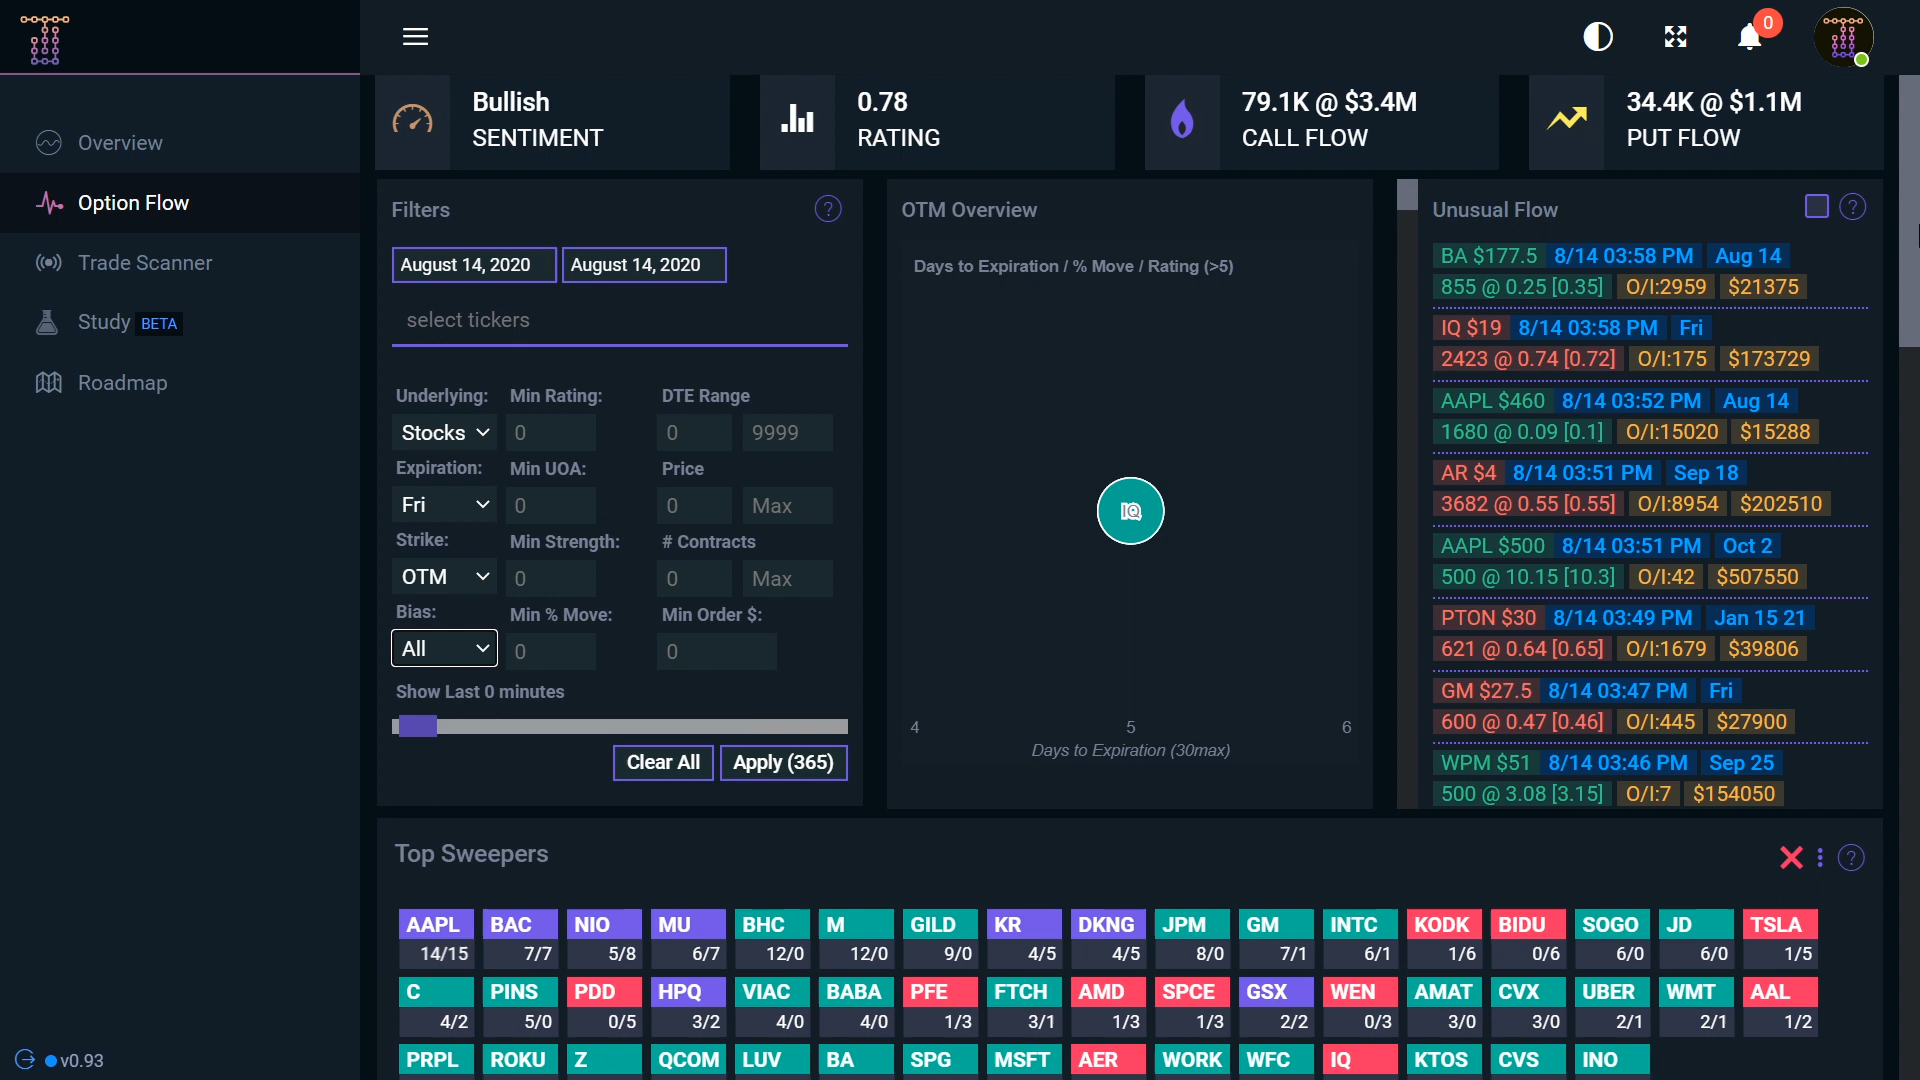 0
Bullish
SENTIMENT
0.78
RATING
79.1K @ $3.4M
CALL FLOW
34.4K @ $1.1M
PUT FLOW
Overview
Option Flow
Trade Scanner
Study BETA
Roadmap
v0.93
Filters ?
August 14, 2020 August 14, 2020
select tickers
Underlying: Min Rating: DTE Range
Stocks 0 0 9999
Expiration: Min UOA: Price
Fri 0 0 Max
Strike: Min Strength: # Contracts
OTM 0 0 Max
Bias: Min % Move: Min Order $:
All 0 0
Show Last 0 minutes
Clear All Apply (365)
OTM Overview
Days to Expiration / % Move / Rating (>5)
IQ
4 5 6
Days to Expiration (30max)
Unusual Flow ?
BA $177.5 8/14 03:58 PM Aug 14
855 @ 0.25 [0.35] O/I:2959 $21375
IQ $19 8/14 03:58 PM Fri
2423 @ 0.74 [0.72] O/I:175 $173729
AAPL $460 8/14 03:52 PM Aug 14
1680 @ 0.09 [0.1] O/I:15020 $15288
AR $4 8/14 03:51 PM Sep 18
3682 @ 0.55 [0.55] O/I:8954 $202510
AAPL $500 8/14 03:51 PM Oct 2
500 @ 10.15 [10.3] O/I:42 $507550
PTON $30 8/14 03:49 PM Jan 15 21
621 @ 0.64 [0.65] O/I:1679 $39806
GM $27.5 8/14 03:47 PM Fri
600 @ 0.47 [0.46] O/I:445 $27900
WPM $51 8/14 03:46 PM Sep 25
500 @ 3.08 [3.15] O/I:7 $154050
Top Sweepers ?
AAPL BAC NIO MU BHC M GILD KR DKNG JPM GM INTC KODK BIDU SOGO JD TSLA
14/15 7/7 5/8 6/7 12/0 12/0 9/0 4/5 4/5 8/0 7/1 6/1 1/6 0/6 6/0 6/0 1/5
C PINS PDD HPQ VIAC BABA PFE FTCH AMD SPCE GSX WEN AMAT CVX UBER WMT AAL
4/2 5/0 0/5 3/2 4/0 4/0 1/3 3/1 1/3 1/3 2/2 0/3 3/0 3/0 2/1 2/1 1/2
PRPL ROKU Z QCOM LUV BA SPG MSFT AER WORK WFC IQ KTOS CVS INO